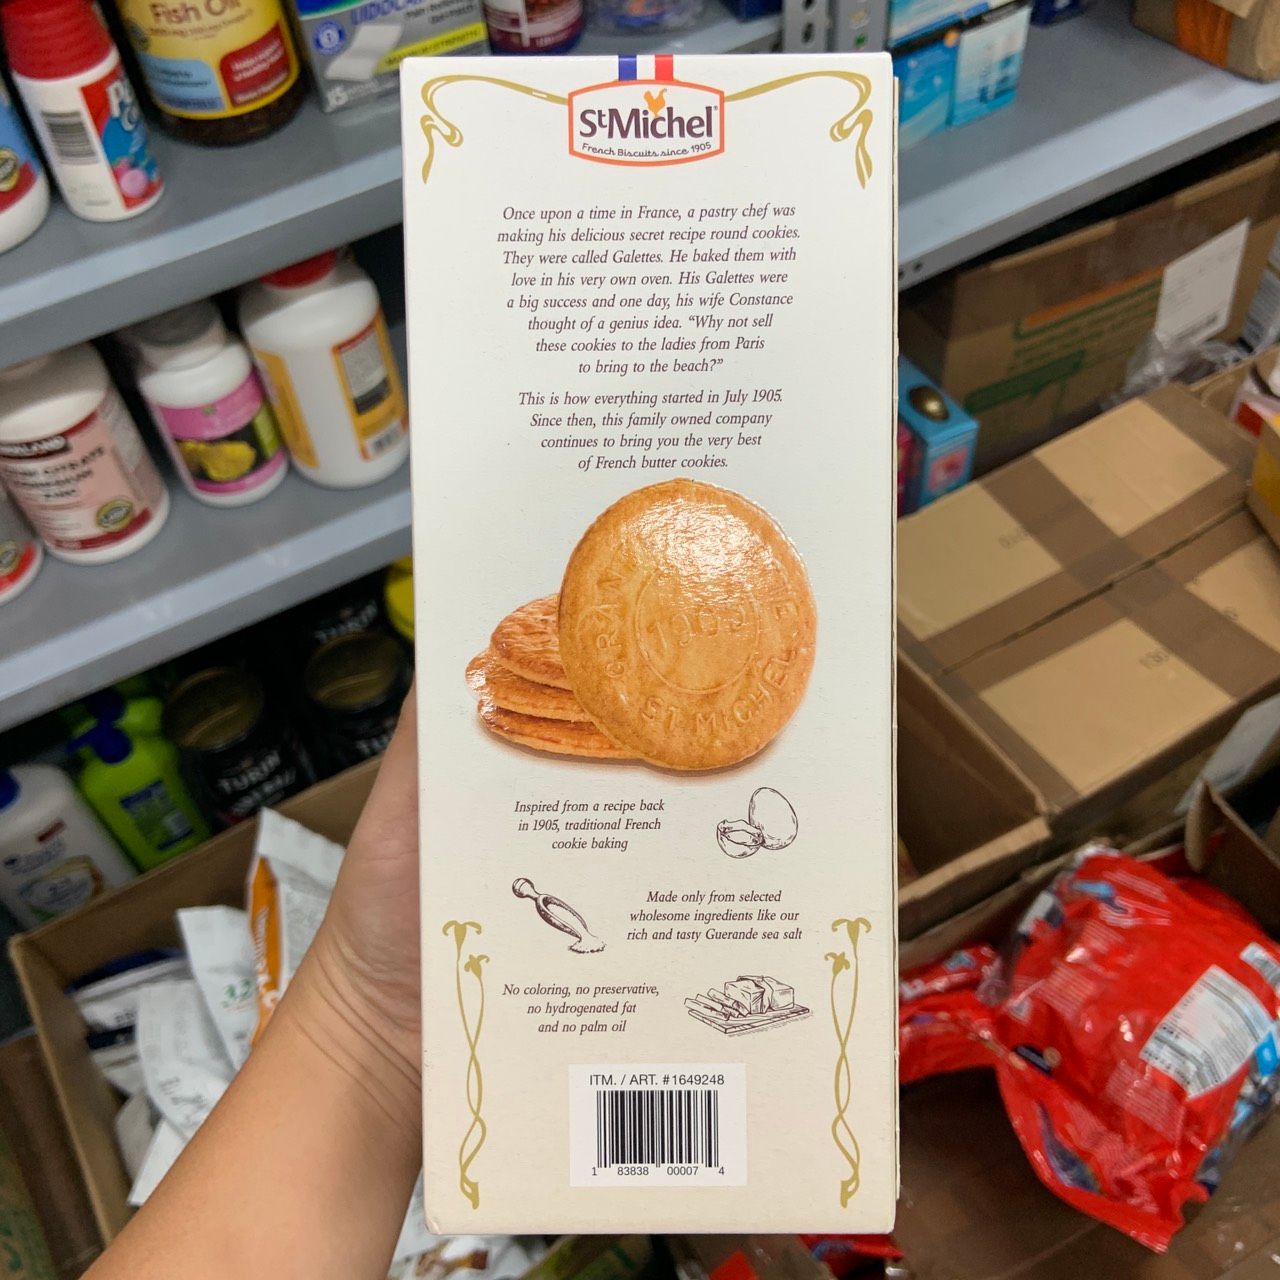 StMichel
French Biscuits since 1905
Once upon a time in France, a pastry chef was
making his delicious secret recipe round cookies.
They were called Galettes. He baked them with
love in his very own oven. His Galettes were
a big success and one day, his wife Constance
thought of a genius idea. “Why not sell
these cookies to the ladies from Paris
to bring to the beach?”
This is how everything started in July 1905.
Since then, this family owned company
continues to bring you the very best
of French butter cookies.
1905
ST MICHEL
Inspired from a recipe back
in 1905, traditional French
cookie baking
Made only from selected
wholesome ingredients like our
rich and tasty Guerande sea salt
No coloring, no preservative,
no hydrogenated fat
and no palm oil
ITM. / ART. #1649248
1 83838 00007 4
Fish Oil
KIRKLAND
TURIN